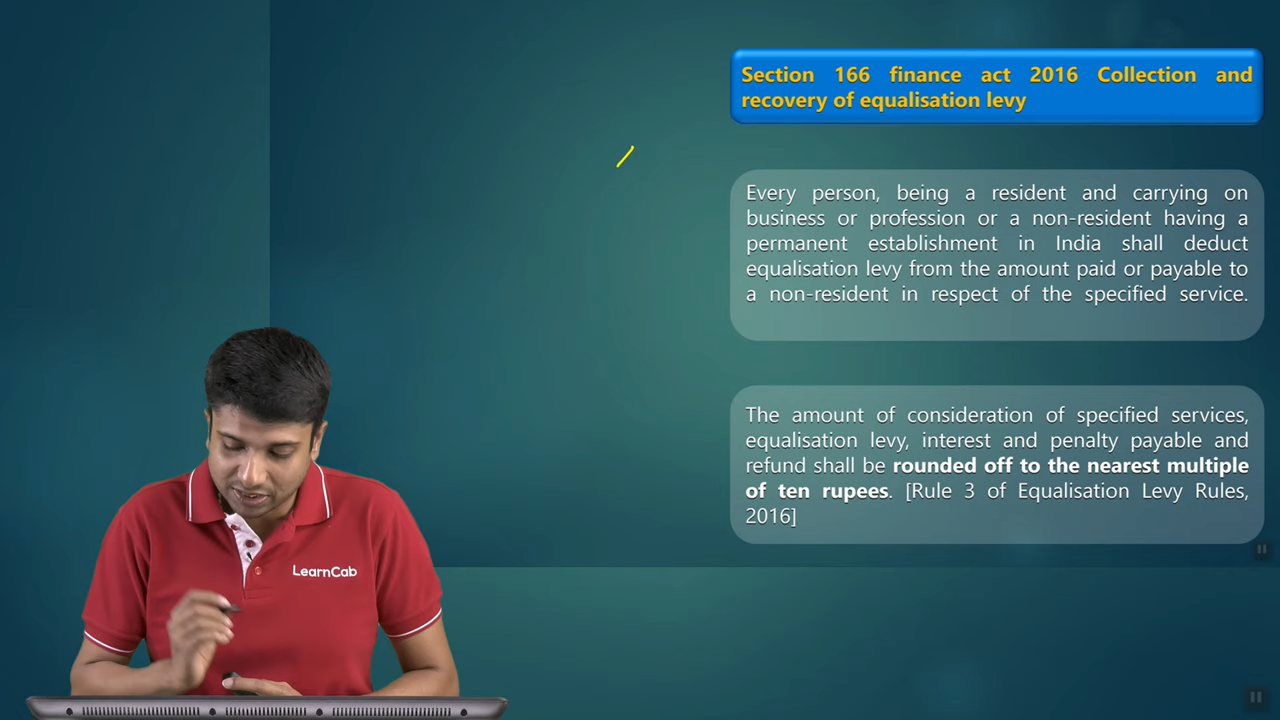 Section 166 finance act 2016 Collection and
recovery of equalisation levy
Every person, being a resident and carrying on
business or profession or a non-resident having a
permanent establishment in India shall deduct
equalisation levy from the amount paid or payable to
a non-resident in respect of the specified service.
The amount of consideration of specified services,
equalisation levy, interest and penalty payable and
refund shall be rounded off to the nearest multiple
of ten rupees. [Rule 3 of Equalisation Levy Rules,
2016]
LearnCab